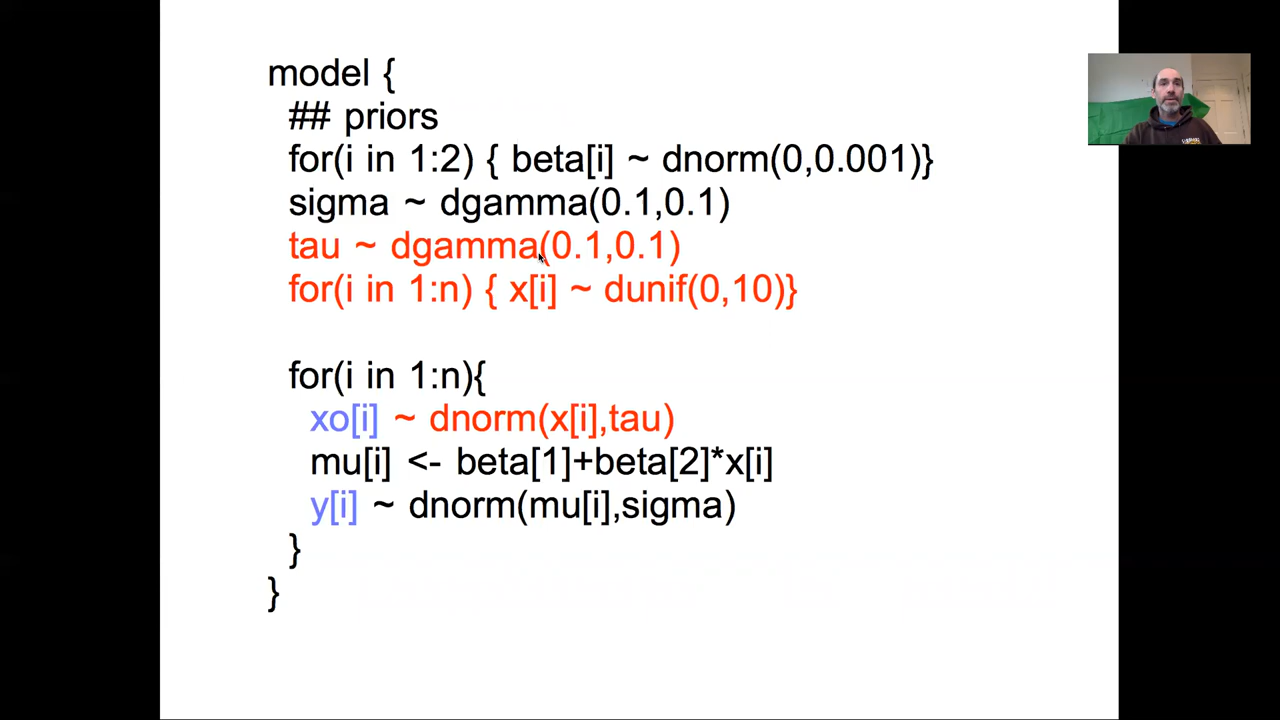 model {
## priors
for(i in 1:2) { beta[i] ~ dnorm(0,0.001)}
sigma ~ dgamma(0.1,0.1)
tau ~ dgamma(0.1,0.1)
for(i in 1:n) { x[i] ~ dunif(0,10)}
for(i in 1:n){
xo[i] ~ dnorm(x[i],tau)
mu[i] <- beta[1]+beta[2]*x[i]
y[i] ~ dnorm(mu[i],sigma)
}
}